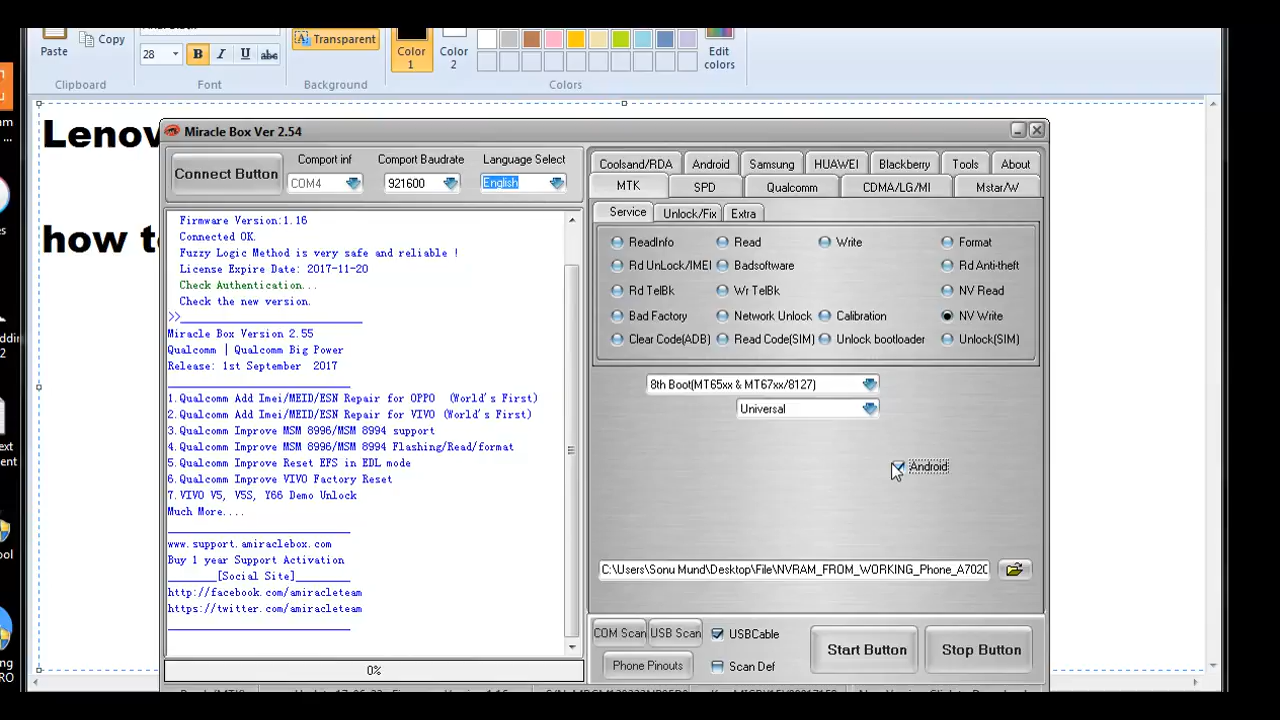 Paste
Copy
28
B I U abc
Transparent
Color
1
Color
2
Edit
colors
Clipboard
Font
Background
Colors
Lenov
how to
Miracle Box Ver 2.54
Connect Button
Comport inf
Comport Baudrate
Language Select
COM4
921600
English
Firmware Version:1.16
Connected OK.
Fuzzy Logic Method is very safe and reliable !
License Expire Date: 2017-11-20
Check Authentication...
Check the new version.
>>
Miracle Box Version 2.55
Qualcomm | Qualcomm Big Power
Release: 1st September 2017
1.Qualcomm Add Imei/MEID/ESN Repair for OPPO (World's First)
2.Qualcomm Add Imei/MEID/ESN Repair for VIVO (World's First)
3.Qualcomm Improve MSM 8996/MSM 8994 support
4.Qualcomm Improve MSM 8996/MSM 8994 Flashing/Read/format
5.Qualcomm Improve Reset EFS in EDL mode
6.Qualcomm Improve VIVO Factory Reset
7.VIVO V5, V5S, Y66 Demo Unlock
Much More....
www.support.amiraclebox.com
Buy 1 year Support Activation
[Social Site]
http://facebook.com/amiracleteam
https://twitter.com/amiracleteam
0%
Coolsand/RDA Android Samsung HUAWEI Blackberry Tools About
MTK SPD Qualcomm CDMA/LG/MI Mstar/W
Service Unlock/Fix Extra
ReadInfo Read Write Format
Rd UnLock/IMEI Badsoftware Rd Anti-theft
Rd TelBk Wr TelBk NV Read
Bad Factory Network Unlock Calibration NV Write
Clear Code(ADB) Read Code(SIM) Unlock bootloader Unlock(SIM)
8th Boot(MT65xx & MT67xx/8127)
Universal
Android
C:\Users\Sonu Mund\Desktop\File\NVRAM_FROM_WORKING_Phone_A702C
COM Scan USB Scan USBCable
Phone Pinouts Scan Def
Start Button Stop Button